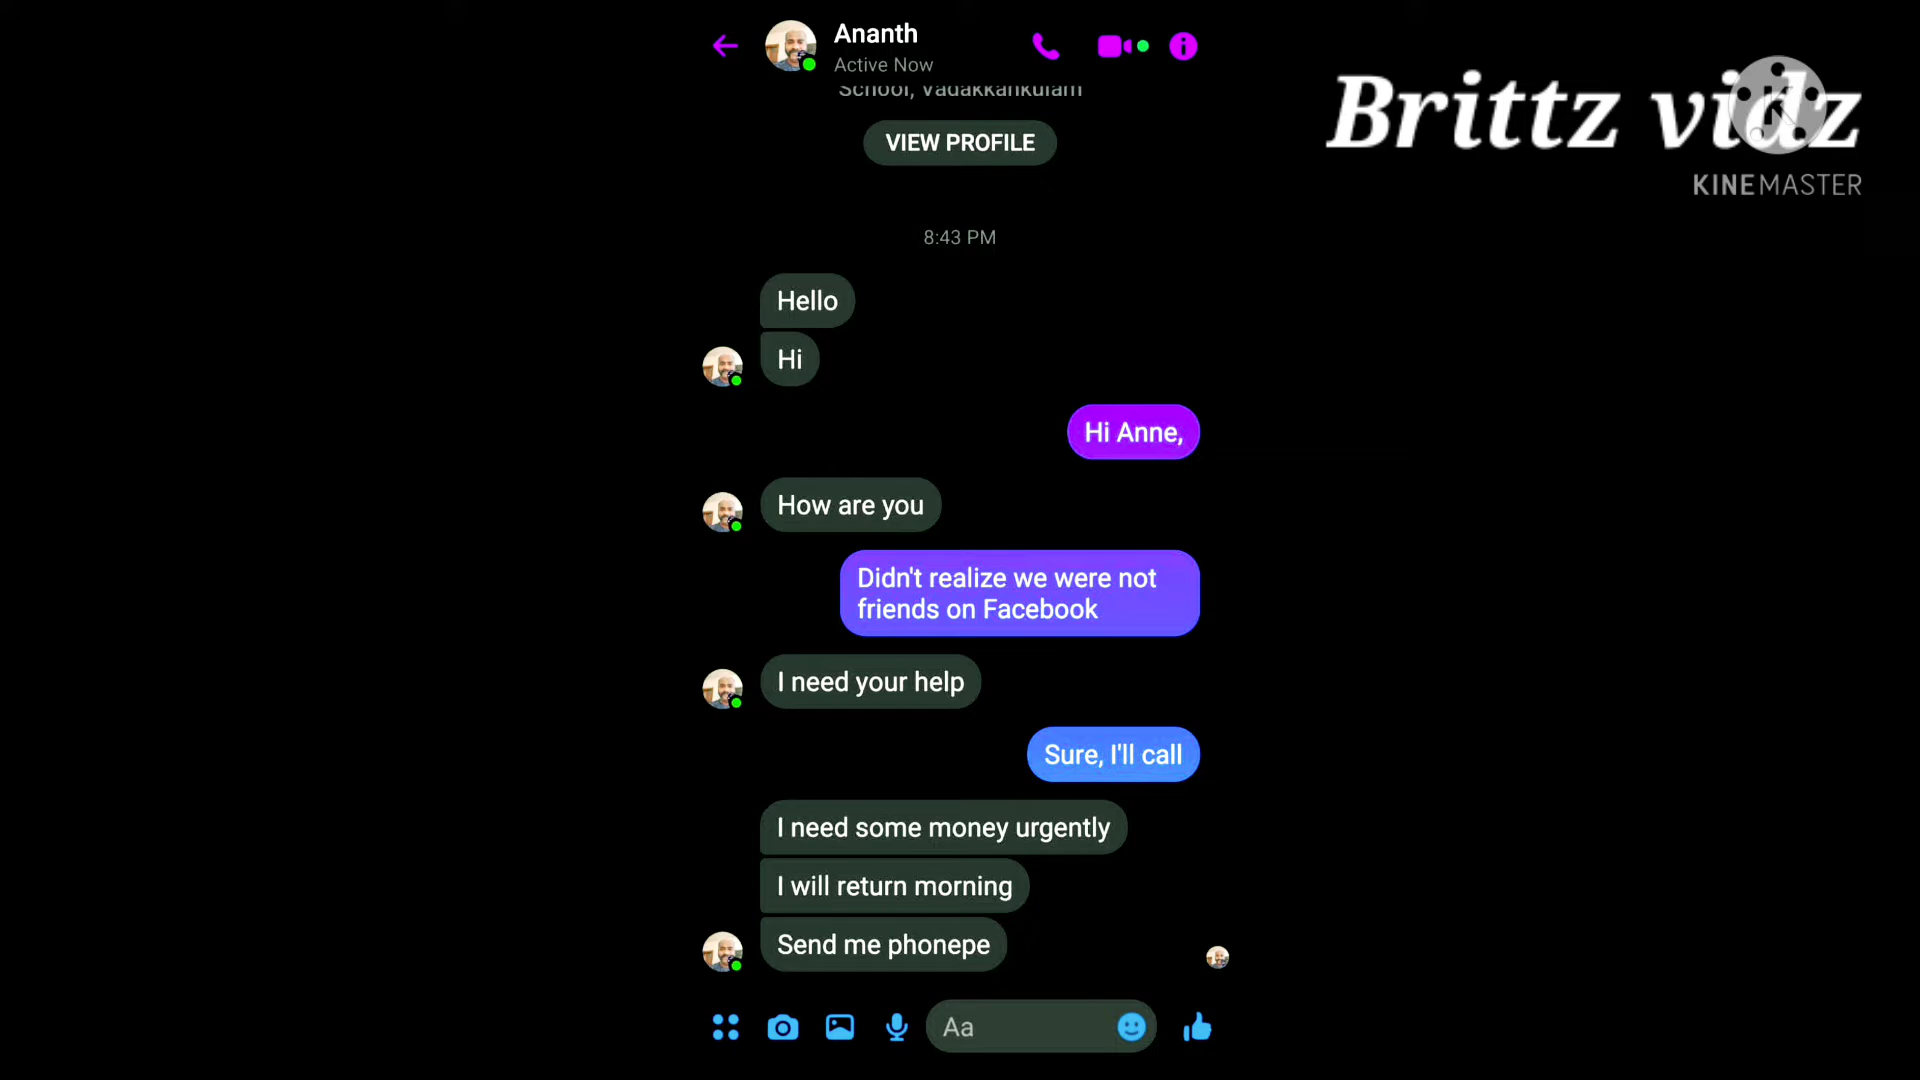 Ananth
Active Now
School, Vadakkankulam
VIEW PROFILE
Brittz vidz
KINEMASTER
8:43 PM
Hello
Hi
Hi Anne,
How are you
Didn't realize we were not
friends on Facebook
I need your help
Sure, I'll call
I need some money urgently
I will return morning
Send me phonepe
Aa